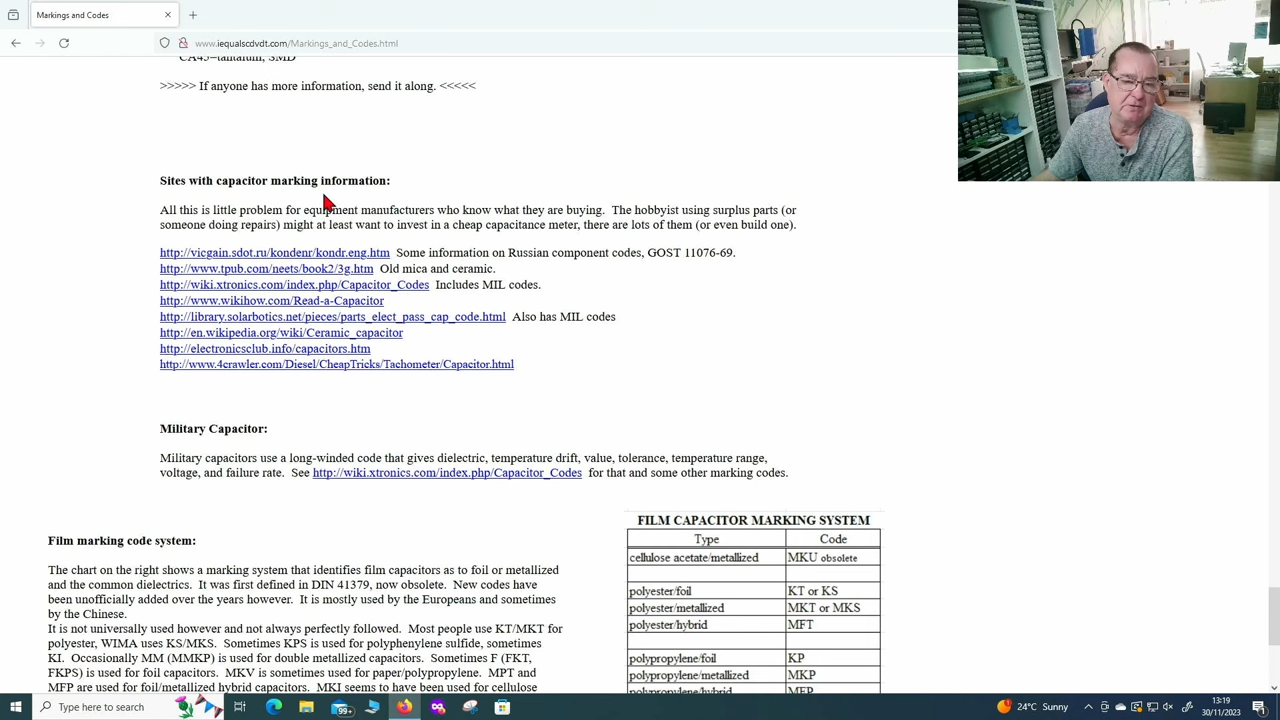 Markings and Codes
www.iequalscdvdt.com/Markings_and_Codes.html
CA45=tantalum, SMD
>>>>> If anyone has more information, send it along. <<<<<
Sites with capacitor marking information:
All this is little problem for equipment manufacturers who know what they are buying. The hobbyist using surplus parts (or
someone doing repairs) might at least want to invest in a cheap capacitance meter, there are lots of them (or even build one).
http://vicgain.sdot.ru/kondenr/kondr.eng.htm Some information on Russian component codes, GOST 11076-69.
http://www.tpub.com/neets/book2/3g.htm Old mica and ceramic.
http://wiki.xtronics.com/index.php/Capacitor_Codes Includes MIL codes.
http://www.wikihow.com/Read-a-Capacitor
http://library.solarbotics.net/pieces/parts_elect_pass_cap_code.html Also has MIL codes
http://en.wikipedia.org/wiki/Ceramic_capacitor
http://electronicsclub.info/capacitors.htm
http://www.4crawler.com/Diesel/CheapTricks/Tachometer/Capacitor.html
Military Capacitor:
Military capacitors use a long-winded code that gives dielectric, temperature drift, value, tolerance, temperature range,
voltage, and failure rate. See http://wiki.xtronics.com/index.php/Capacitor_Codes for that and some other marking codes.
Film marking code system:
The chart on the right shows a marking system that identifies film capacitors as to foil or metallized
and the common dielectrics. It was first defined in DIN 41379, now obsolete. New codes have
been unofficially added over the years however. It is mostly used by the Europeans and sometimes
by the Chinese.
It is not universally used however and not always perfectly followed. Most people use KT/MKT for
polyester, WIMA uses KS/MKS. Sometimes KPS is used for polyphenylene sulfide, sometimes
KI. Occasionally MM (MMKP) is used for double metallized capacitors. Sometimes F (FKT,
FKPS) is used for foil capacitors. MKV is sometimes used for paper/polypropylene. MPT and
MFP are used for foil/metallized hybrid capacitors. MKI seems to have been used for cellulose
FILM CAPACITOR MARKING SYSTEM
Type Code
cellulose acetate/metallized MKU obsolete
polyester/foil KT or KS
polyester/metallized MKT or MKS
polyester/hybrid MFT
polypropylene/foil KP
polypropylene/metallized MKP
polypropylene/hybrid MFP
Type here to search
99+
24°C Sunny
13:19
30/11/2023